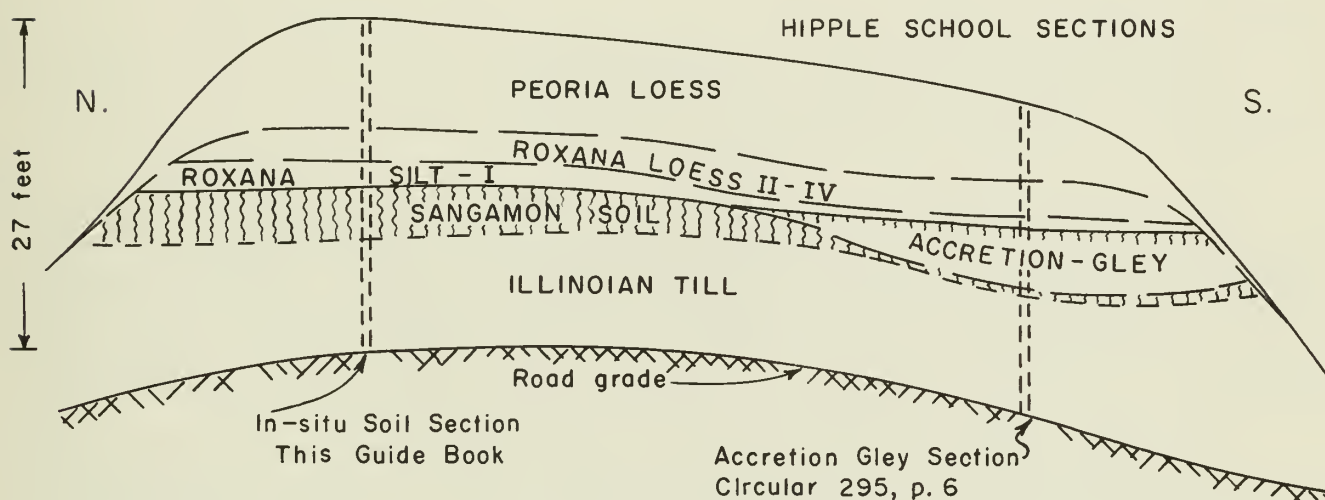 HIPPLE SCHOOL SECTIONS
N.
S.
27 feet
PEORIA LOESS
ROXANA LOESS II-IV
ROXANA SILT - I
SANGAMON SOIL
ACCRETION-GLEY
ILLINOIAN TILL
Road grade
In-situ Soil Section
This Guide Book
Accretion Gley Section
Circular 295, p. 6